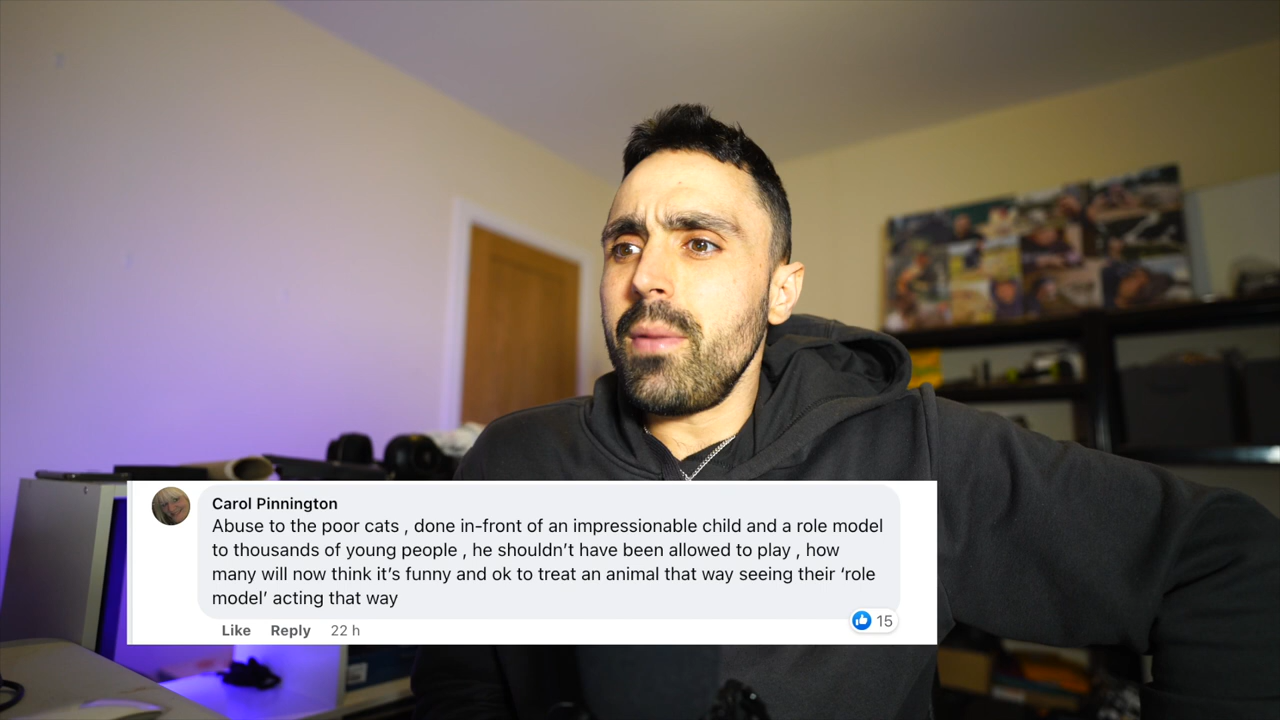 Carol Pinnington
Abuse to the poor cats , done in-front of an impressionable child and a role model
to thousands of young people , he shouldn’t have been allowed to play , how
many will now think it’s funny and ok to treat an animal that way seeing their ‘role
model’ acting that way
Like Reply 22 h
15